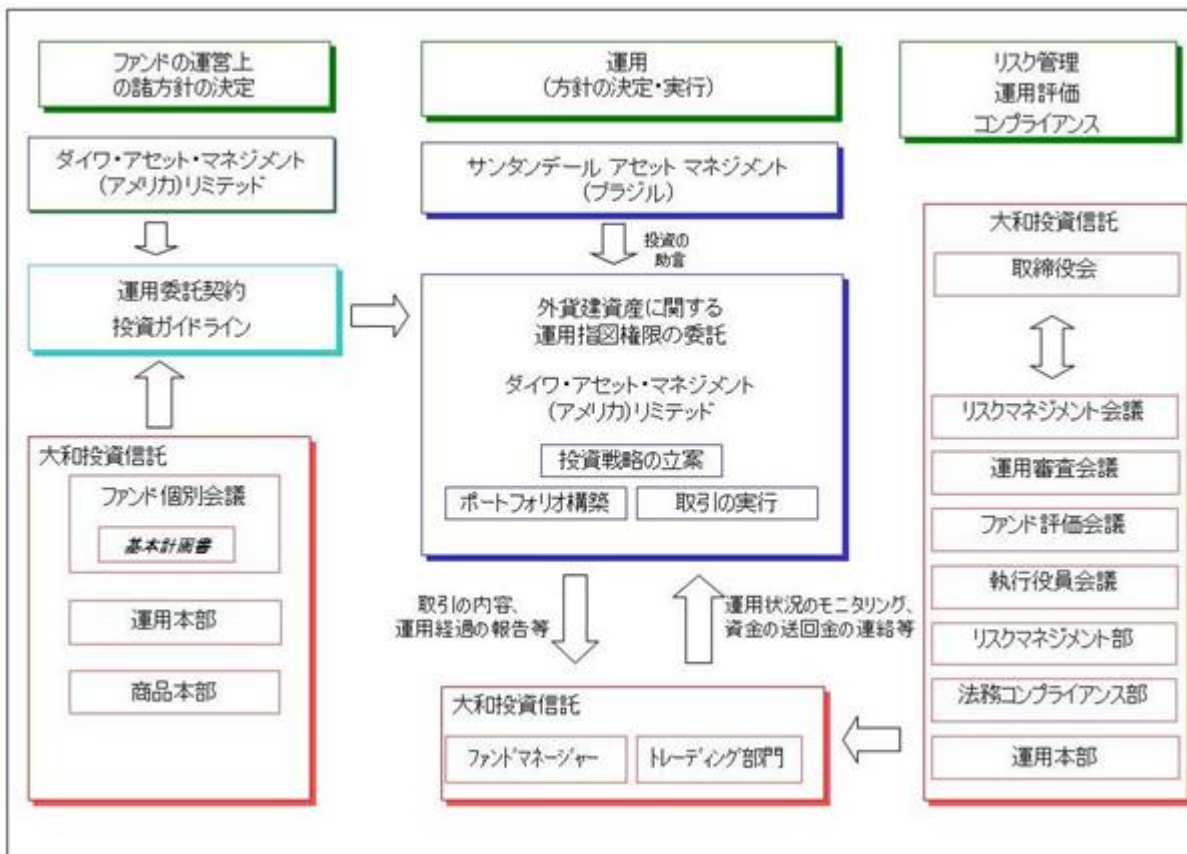 ファンドの運営上
の諸方針の決定
運用
(方針の決定・実行)
リスク管理
運用評価
コンプライアンス
ダイワ・アセット・マネジメント
(アメリカ)リミテッド
サンタンデール アセット マネジメント
(ブラジル)
投資の
助言
運用委託契約
投資ガイドライン
外貨建資産に関する
運用指図権限の委託
ダイワ・アセット・マネジメント
(アメリカ)リミテッド
投資戦略の立案
ポートフォリオ構築
取引の実行
大和投資信託
ファンド個別会議
基本計画書
運用本部
商品本部
取引の内容、
運用経過の報告等
運用状況のモニタリング、
資金の送回金の連絡等
大和投資信託
ファンドマネージャー
トレーディング部門
大和投資信託
取締役会
リスクマネジメント会議
運用審査会議
ファンド評価会議
執行役員会議
リスクマネジメント部
法務コンプライアンス部
運用本部